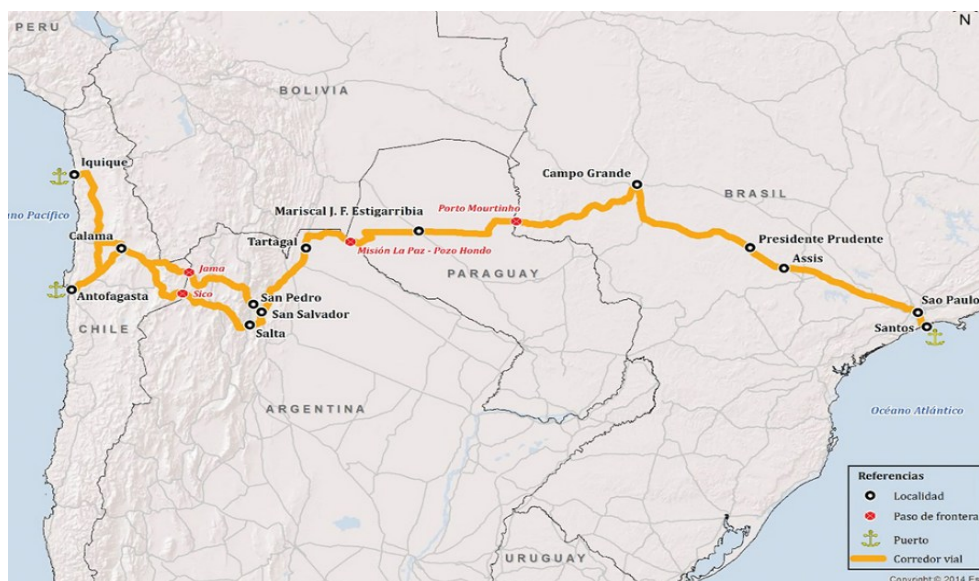 N
PERU
BOLIVIA
Iquique
Campo Grande
BRASIL
Mariscal J. F. Estigarribia
Porto Mourtinho
ano Pacífico
Calama
Tartagal
Misión La Paz - Pozo Hondo
Presidente Prudente
Assis
Jama
PARAGUAY
Antofagasta
Sico
San Pedro
San Salvador
Sao Paulo
CHILE
Salta
Santos
ARGENTINA
Océano Atlántico
Referencias
Localidad
Paso de frontera
Puerto
Corredor vial
URUGUAY
Copyright © 2014